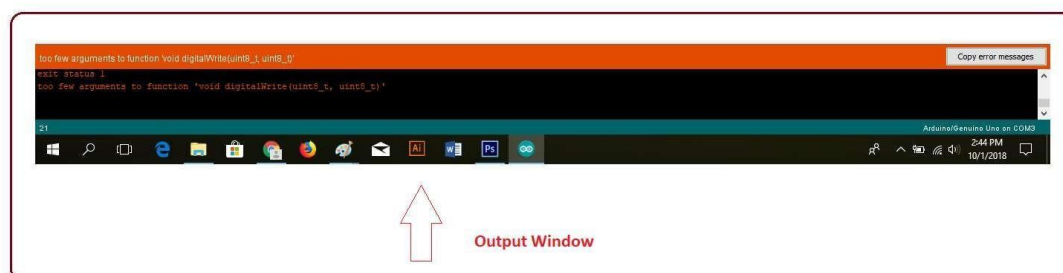 too few arguments to function 'void digitalWrite(uint8_t, uint8_t)'
Copy error messages
exit status 1
too few arguments to function 'void digitalWrite(uint8_t, uint8_t)'
21
Arduino/Genuino Uno on COM3
Ai
Ps
2:44 PM
10/1/2018
Output Window